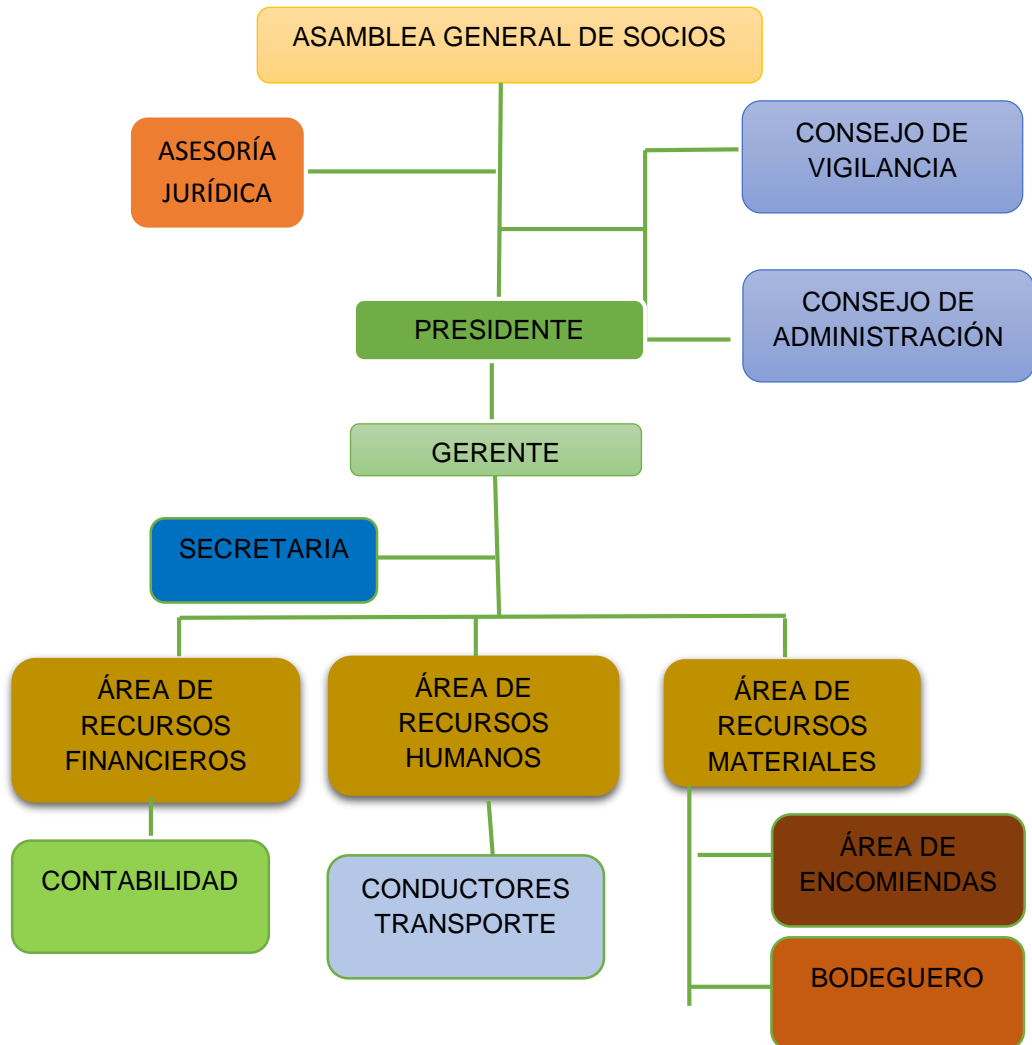 ASAMBLEA GENERAL DE SOCIOS
ASESORÍA
JURÍDICA
CONSEJO DE
VIGILANCIA
CONSEJO DE
ADMINISTRACIÓN
PRESIDENTE
GERENTE
SECRETARIA
ÁREA DE
RECURSOS
FINANCIEROS
ÁREA DE
RECURSOS
HUMANOS
ÁREA DE
RECURSOS
MATERIALES
CONTABILIDAD
CONDUCTORES
TRANSPORTE
ÁREA DE
ENCOMIENDAS
BODEGUERO